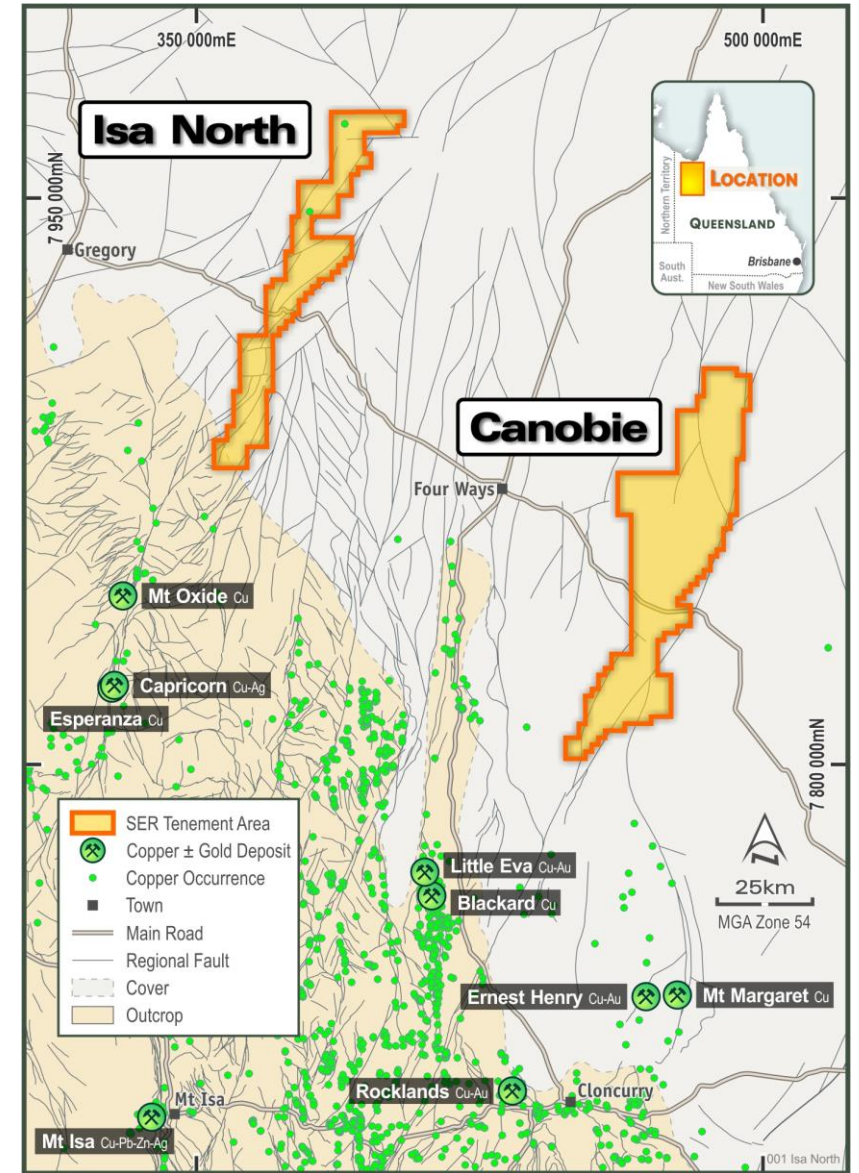 350 000mE
500 000mE
Isa North
7 950 000mN
Gregory
LOCATION
Northern Territory
QUEENSLAND
Brisbane
South
Aust.
New South Wales
Canobie
Four Ways
Mt Oxide Cu
Capricorn Cu-Ag
Esperanza Cu
7 800 000mN
SER Tenement Area
Copper ± Gold Deposit
Copper Occurrence
Town
Main Road
Regional Fault
Cover
Outcrop
Little Eva Cu-Au
Blackard Cu
N
25km
MGA Zone 54
Ernest Henry Cu-Au
Mt Margaret Cu
Rocklands Cu-Au
Cloncurry
Mt Isa
Mt Isa Cu-Pb-Zn-Ag
001 Isa North